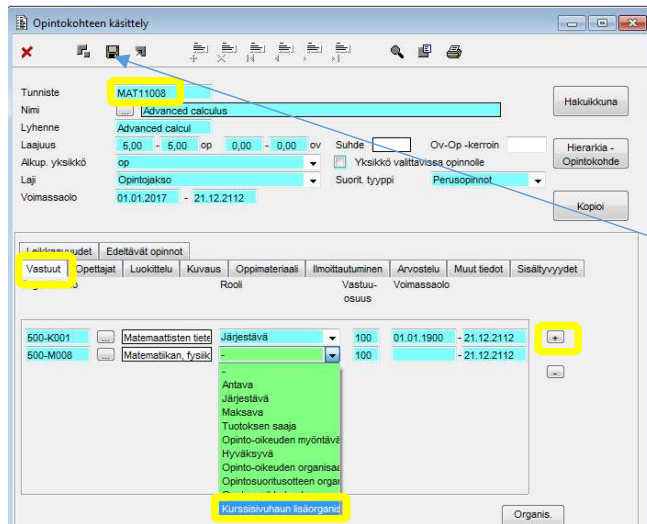 Opintokohteen käsittely
Tunniste MAT11008
Nimi ... Advanced calculus
Hakuikkuna
Lyhenne Advanced calcul
Laajuus 5,00 - 5,00 op 0,00 - 0,00 ov Suhde Ov-Op -kerroin
Hierarkia - Opintokohde
Alkup. yksikkö op Yksikkö valittavissa opinnolle
Laji Opintojakso Suorit. tyyppi Perusopinnot
Voimassaolo 01.01.2017 - 21.12.2112
Kopioi
Edeltävät opinnot
Vastuut Opettajat Luokittelu Kuvaus Oppimateriaali Ilmoittautuminen Arvostelu Muut tiedot Sisältyvyydet
Rooli Vastuu-osuus Voimassaolo
500-K001 ... Matemaattisten tiete Järjestävä 100 01.01.1900 - 21.12.2112 +
500-M008 ... Matematiikan, fysiik - 100 - 21.12.2112
-
-
Antava
Järjestävä
Maksava
Tuotoksen saaja
Opinto-oikeuden myöntävä
Hyväksyvä
Opinto-oikeuden organisaa
Opintosuoritusotteen organ
Kurssisivuhaun lisäorganis
Organis.